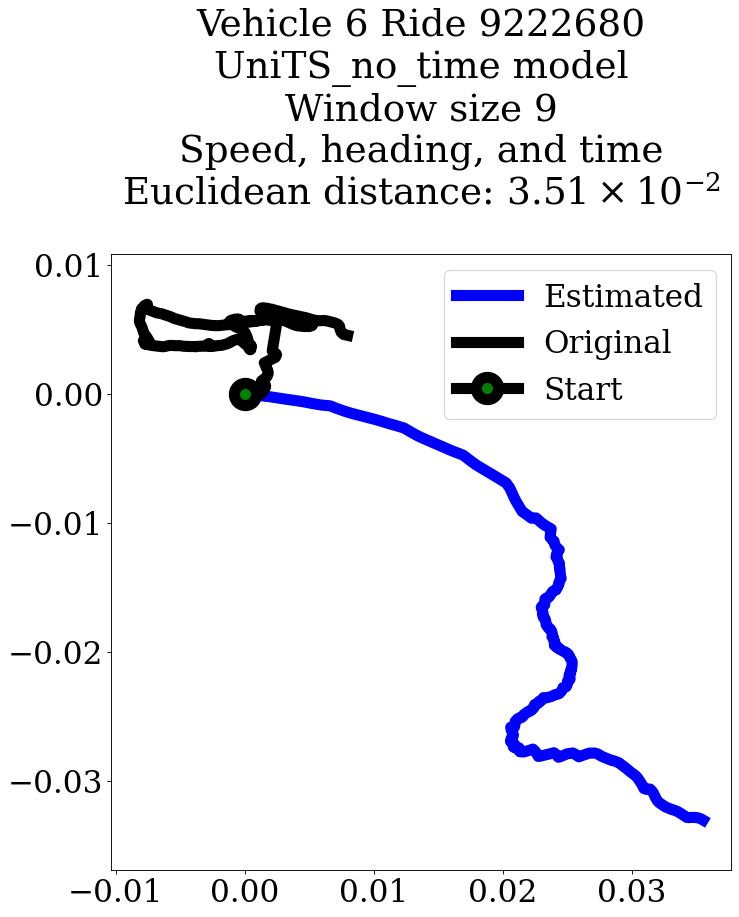 Vehicle 6 Ride 9222680
UniTS_no_time model
Window size 9
Speed, heading, and time
Euclidean distance: 3.51 × 10⁻²
Estimated
Original
Start
0.01
0.00
−0.01
−0.02
−0.03
−0.01 0.00 0.01 0.02 0.03